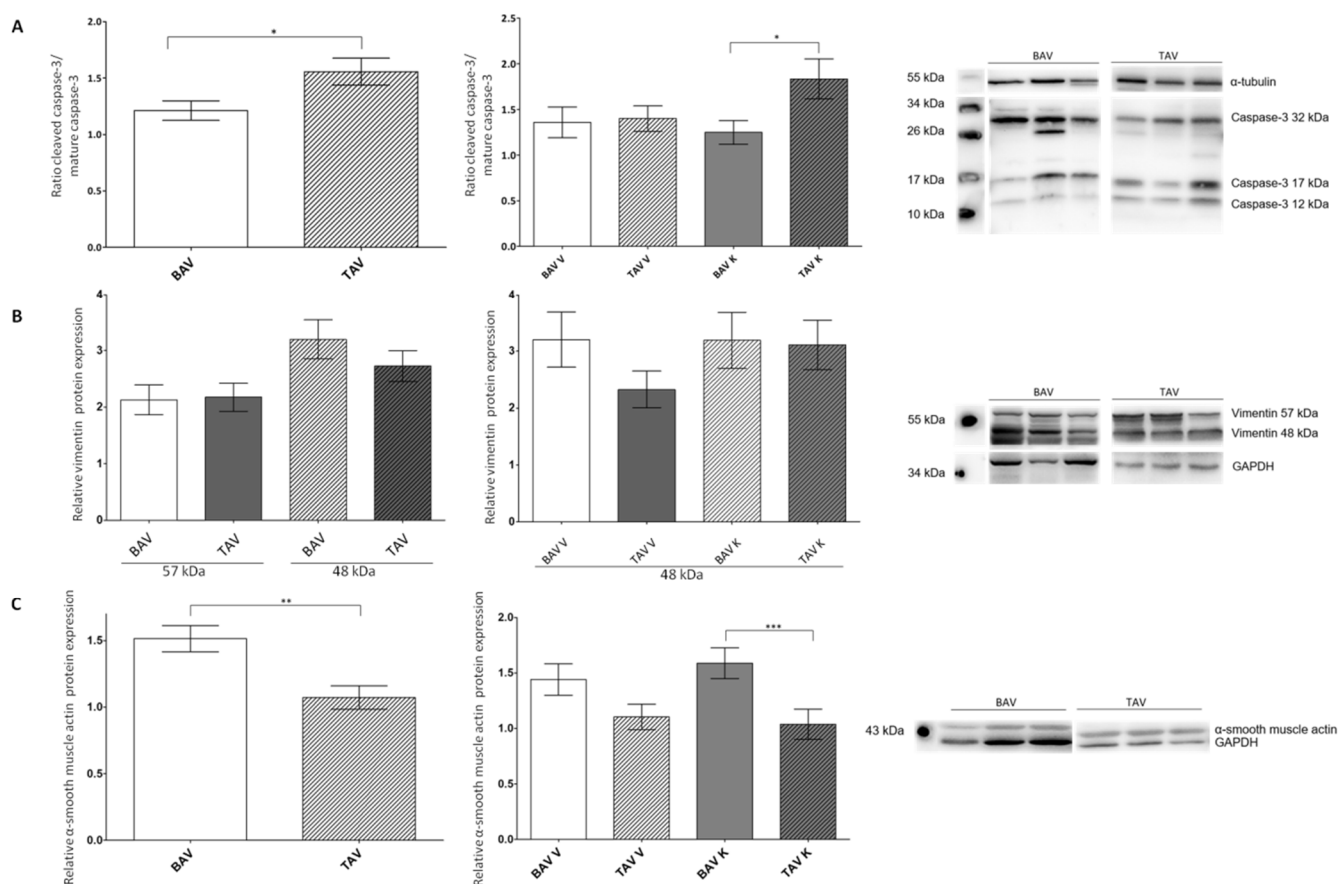 A
Ratio cleaved caspase-3/
mature caspase-3
2.0
1.5
1.0
0.5
0.0
*
BAV
TAV
Ratio cleaved caspase-3/
mature caspase-3
2.5
2.0
1.5
1.0
0.5
0.0
*
BAV V
TAV V
BAV K
TAV K
BAV TAV
55 kDa
34 kDa
26 kDa
17 kDa
10 kDa
α-tubulin
Caspase-3 32 kDa
Caspase-3 17 kDa
Caspase-3 12 kDa
B
Relative vimentin protein expression
4
3
2
1
0
BAV
TAV
BAV
TAV
57 kDa 48 kDa
Relative vimentin protein expression
4
3
2
1
0
BAV V
TAV V
BAV K
TAV K
48 kDa
BAV TAV
55 kDa
34 kDa
Vimentin 57 kDa
Vimentin 48 kDa
GAPDH
C
Relative α-smooth muscle actin protein expression
1.5
1.0
0.5
0.0
**
BAV
TAV
Relative α-smooth muscle actin protein expression
2.0
1.5
1.0
0.5
0.0
***
BAV V
TAV V
BAV K
TAV K
BAV TAV
43 kDa
α-smooth muscle actin
GAPDH